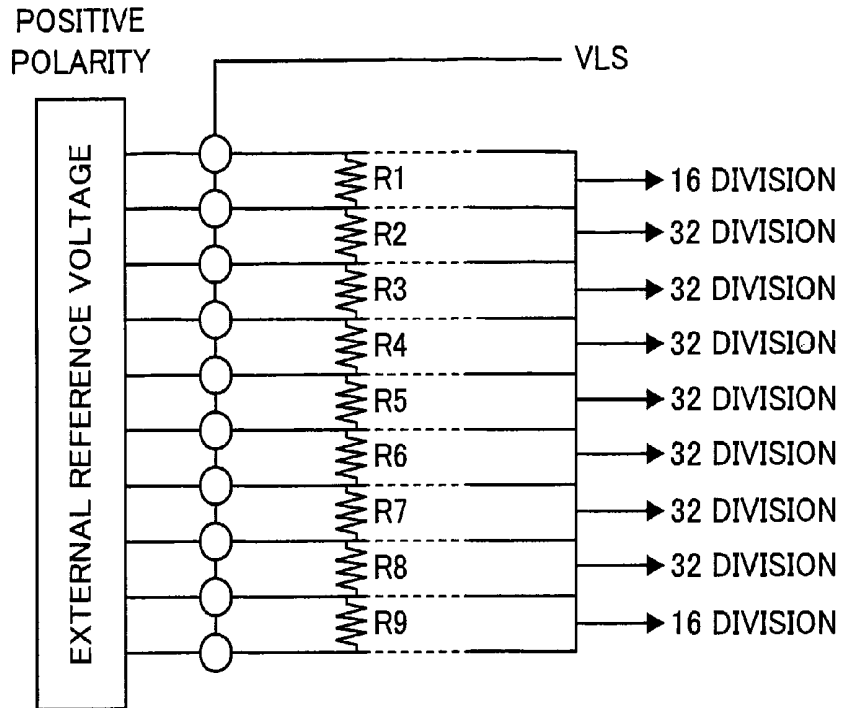 POSITIVE
POLARITY
VLS
EXTERNAL REFERENCE VOLTAGE
R1
16 DIVISION
R2
32 DIVISION
R3
32 DIVISION
R4
32 DIVISION
R5
32 DIVISION
R6
32 DIVISION
R7
32 DIVISION
R8
32 DIVISION
R9
16 DIVISION